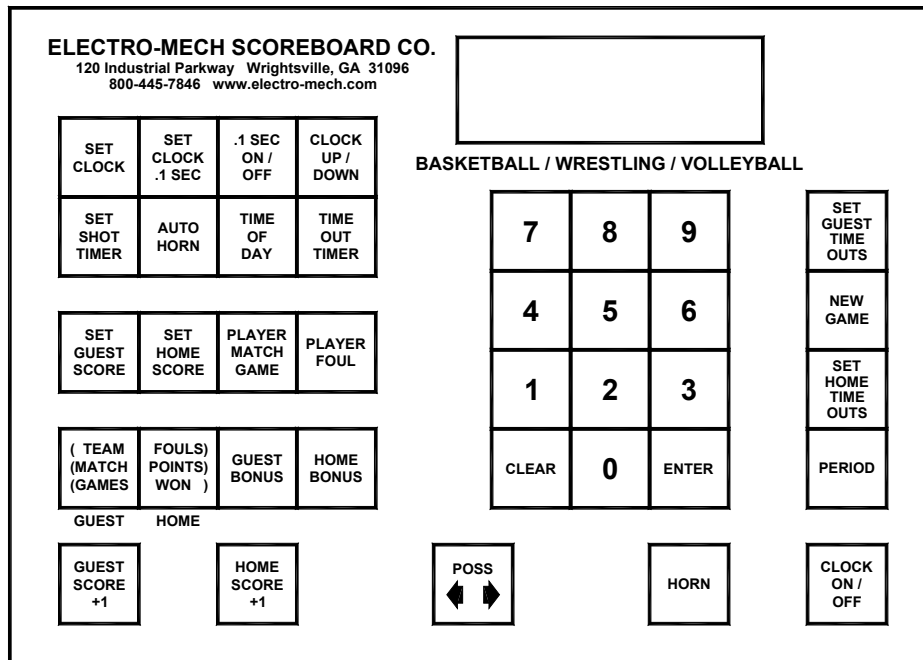 ELECTRO-MECH SCOREBOARD CO.
120 Industrial Parkway Wrightsville, GA 31096
800-445-7846 www.electro-mech.com
SET
CLOCK
SET
CLOCK
.1 SEC
.1 SEC
ON /
OFF
CLOCK
UP /
DOWN
SET
SHOT
TIMER
AUTO
HORN
TIME
OF
DAY
TIME
OUT
TIMER
SET
GUEST
SCORE
SET
HOME
SCORE
PLAYER
MATCH
GAME
PLAYER
FOUL
( TEAM
(MATCH
(GAMES
FOULS)
POINTS)
WON )
GUEST
BONUS
HOME
BONUS
GUEST
HOME
GUEST
SCORE
+1
HOME
SCORE
+1
BASKETBALL / WRESTLING / VOLLEYBALL
7
8
9
4
5
6
1
2
3
CLEAR
0
ENTER
SET
GUEST
TIME
OUTS
NEW
GAME
SET
HOME
TIME
OUTS
PERIOD
POSS
HORN
CLOCK
ON /
OFF